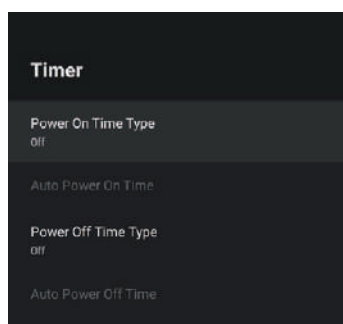 Timer
Power On Time Type
Off
Auto Power On Time
Power Off Time Type
Off
Auto Power Off Time